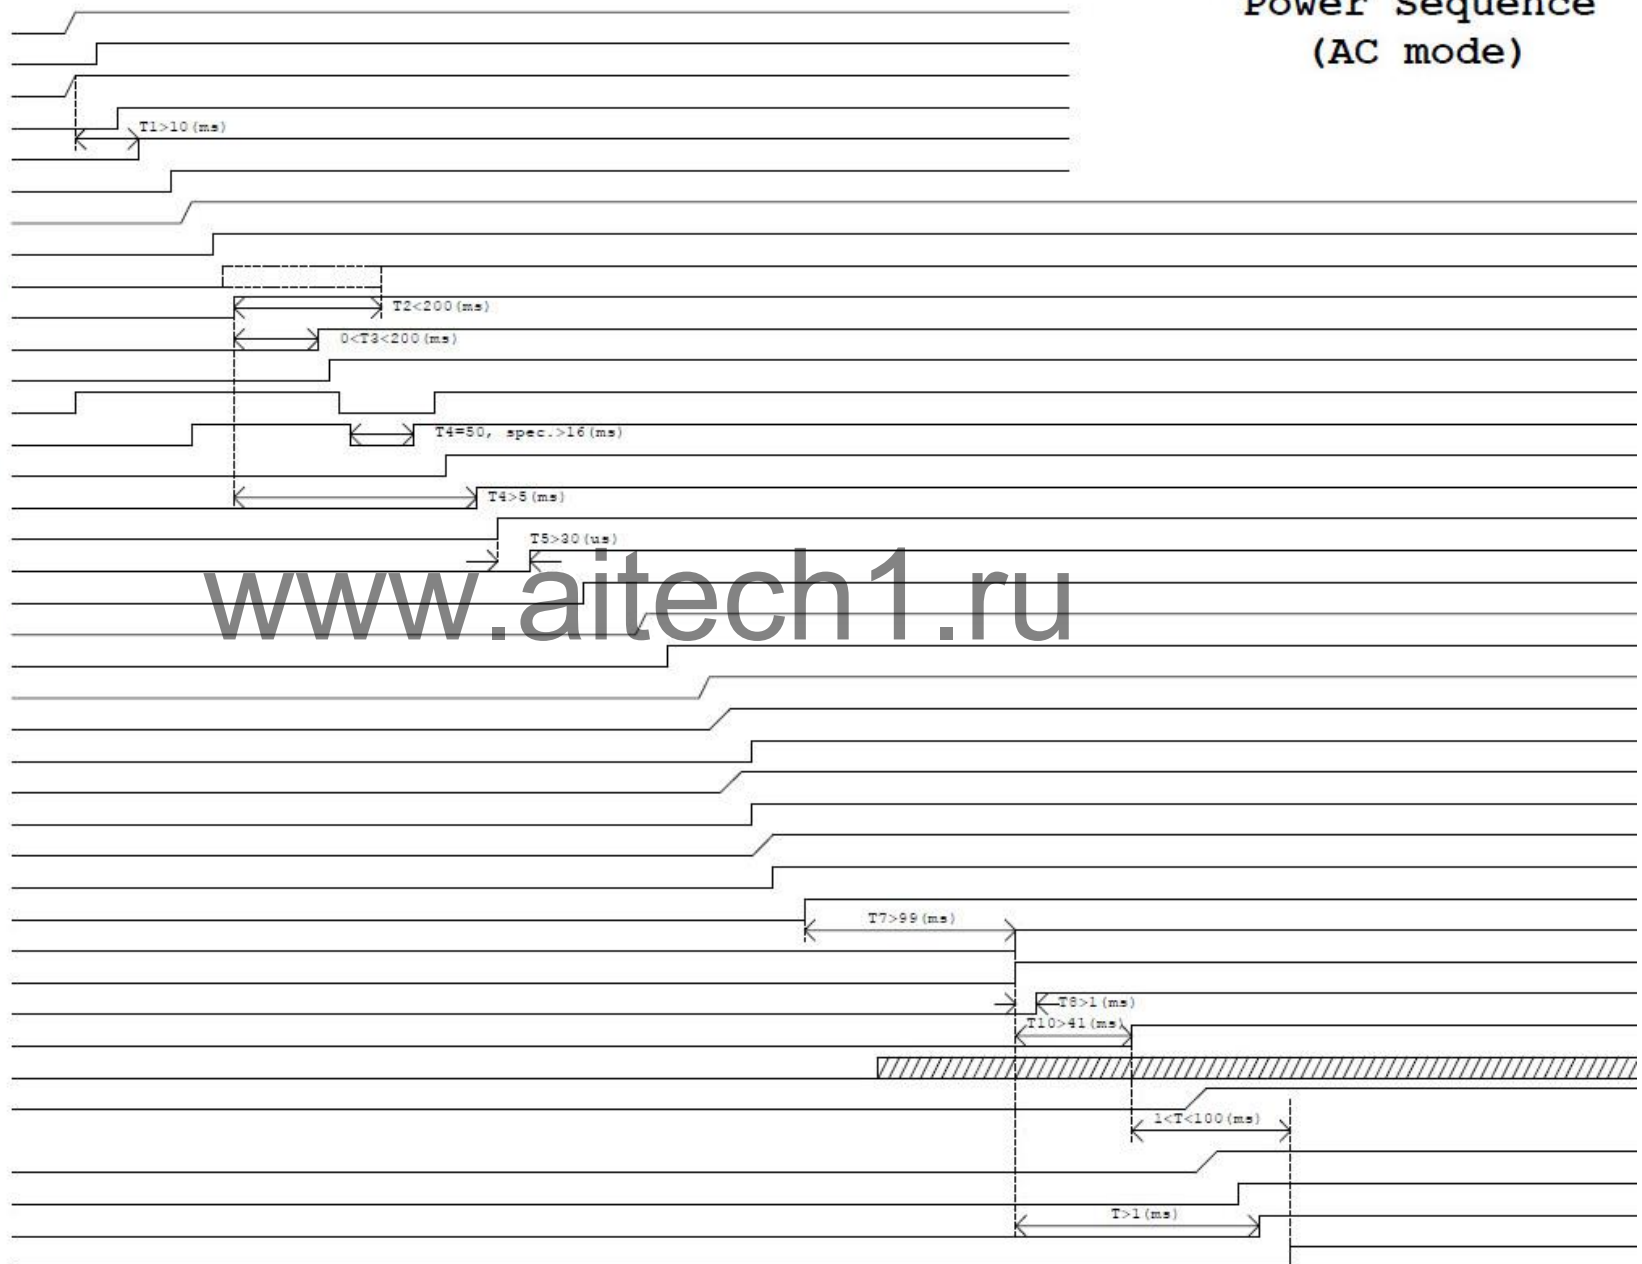 Power Sequence
(AC mode)
T1>10(ms)
T2<200(ms)
0<T3<200(ms)
T4=50, spec.>16(ms)
T4>5(ms)
T5>30(us)
www.aitech1.ru
T7>99(ms)
T8>1(ms)
T10>41(ms)
1<T<100(ms)
T>1(ms)